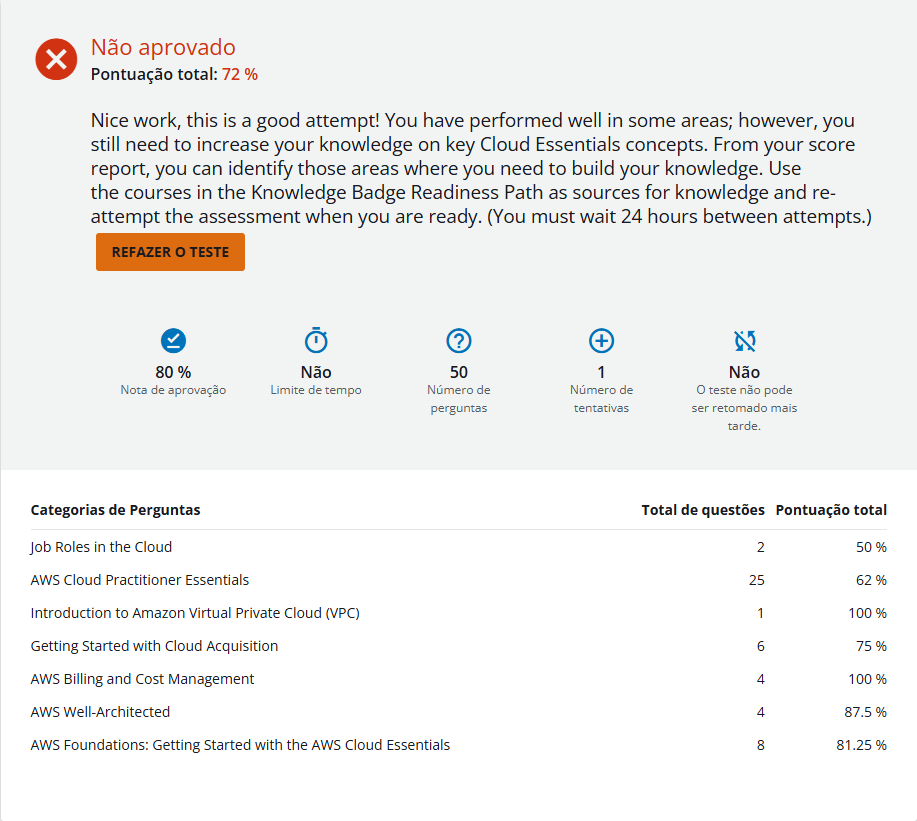 Não aprovado
Pontuação total: 72 %
Nice work, this is a good attempt! You have performed well in some areas; however, you
still need to increase your knowledge on key Cloud Essentials concepts. From your score
report, you can identify those areas where you need to build your knowledge. Use
the courses in the Knowledge Badge Readiness Path as sources for knowledge and re-
attempt the assessment when you are ready. (You must wait 24 hours between attempts.)
REFAZER O TESTE
80 %
Nota de aprovação
Não
Limite de tempo
50
Número de
perguntas
1
Número de
tentativas
Não
O teste não pode
ser retomado mais
tarde.
Categorias de Perguntas Total de questões Pontuação total
Job Roles in the Cloud 2 50 %
AWS Cloud Practitioner Essentials 25 62 %
Introduction to Amazon Virtual Private Cloud (VPC) 1 100 %
Getting Started with Cloud Acquisition 6 75 %
AWS Billing and Cost Management 4 100 %
AWS Well-Architected 4 87.5 %
AWS Foundations: Getting Started with the AWS Cloud Essentials 8 81.25 %